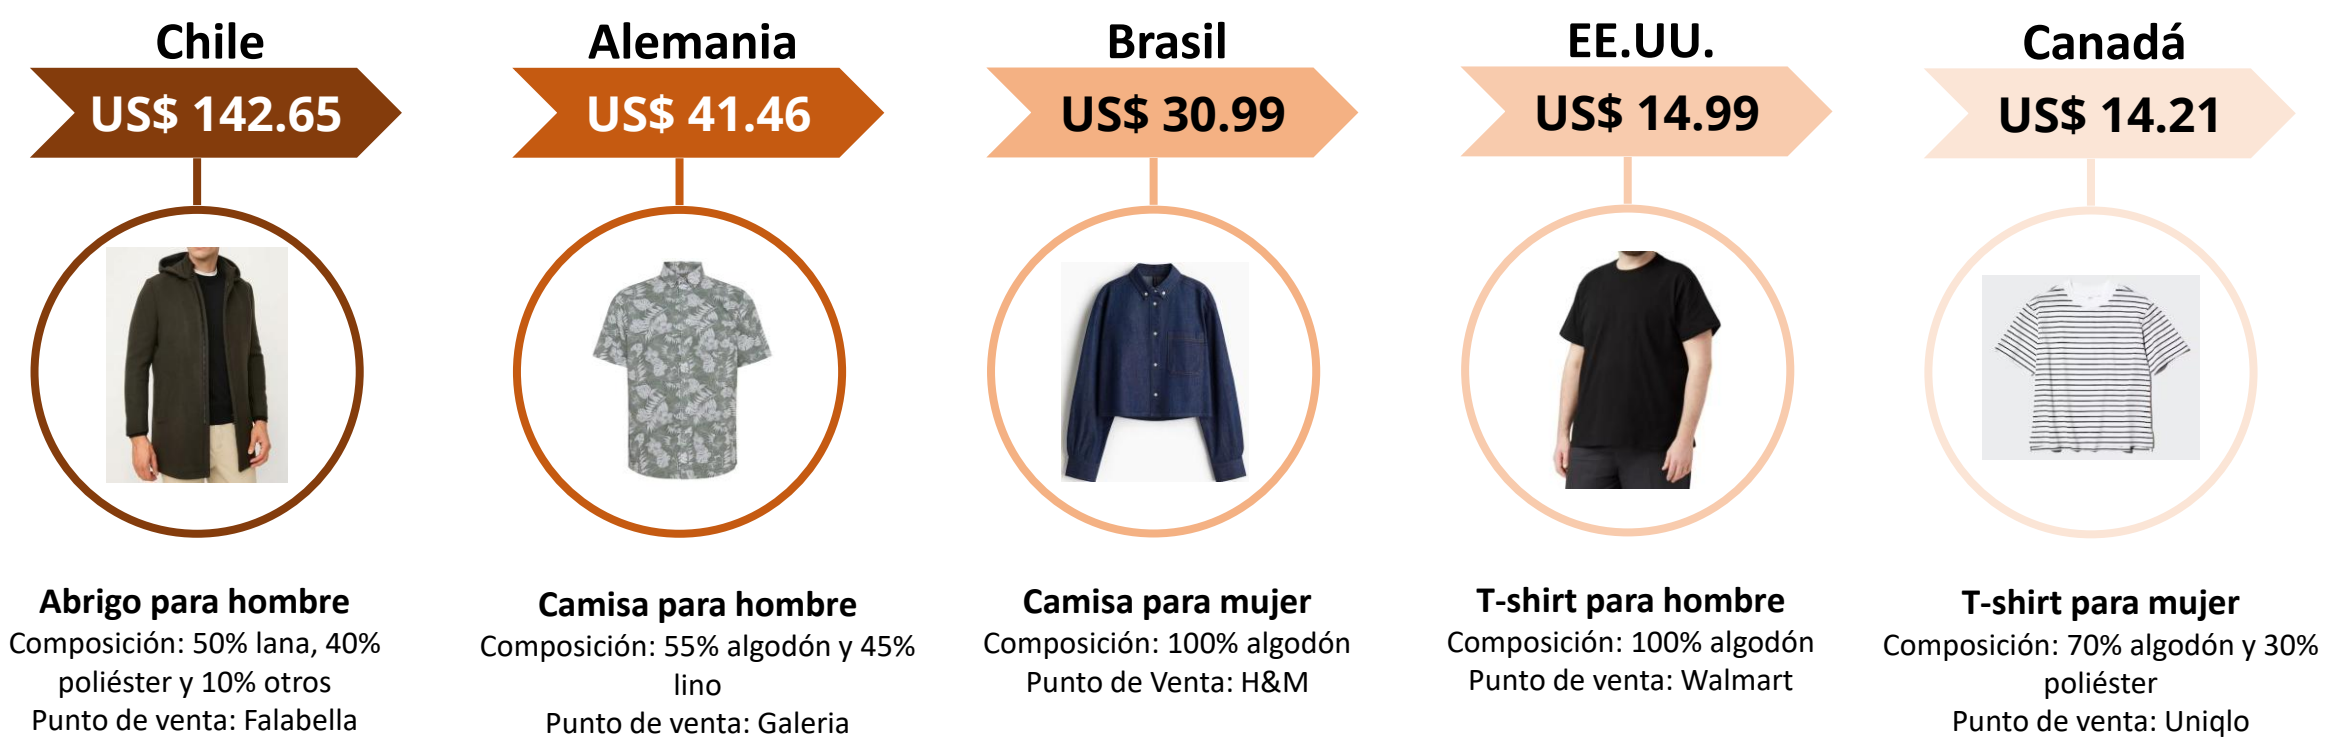 Chile
US$ 142.65
Abrigo para hombre
Composición: 50% lana, 40%
poliéster y 10% otros
Punto de venta: Falabella
Alemania
US$ 41.46
Camisa para hombre
Composición: 55% algodón y 45%
lino
Punto de venta: Galeria
Brasil
US$ 30.99
Camisa para mujer
Composición: 100% algodón
Punto de Venta: H&M
EE.UU.
US$ 14.99
T-shirt para hombre
Composición: 100% algodón
Punto de venta: Walmart
Canadá
US$ 14.21
T-shirt para mujer
Composición: 70% algodón y 30%
poliéster
Punto de venta: Uniqlo